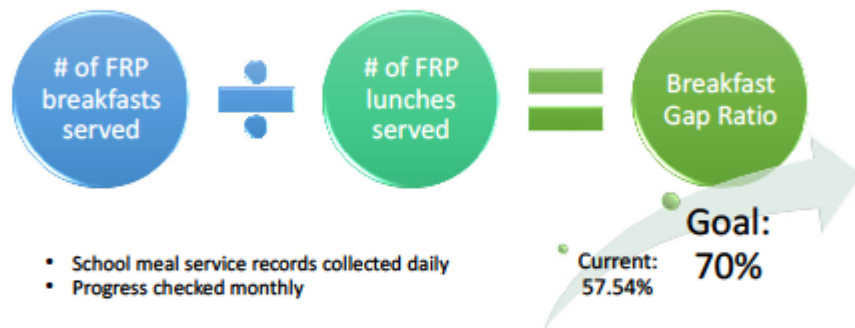 # of FRP
breakfasts
served
# of FRP
lunches
served
Breakfast
Gap Ratio
• School meal service records collected daily
• Progress checked monthly
Current:
57.54%
Goal:
70%